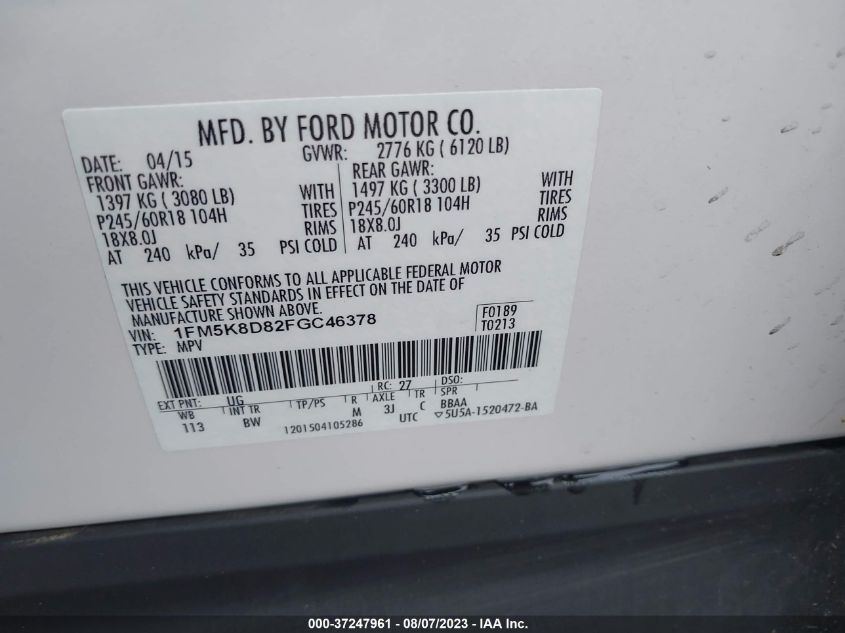 MFD. BY FORD MOTOR CO.
DATE: 04/15 GVWR: 2776 KG ( 6120 LB)
FRONT GAWR: REAR GAWR:
1397 KG ( 3080 LB) WITH 1497 KG ( 3300 LB) WITH
P245/60R18 104H TIRES P245/60R18 104H TIRES
18X8.0J RIMS 18X8.0J RIMS
AT 240 kPa/ 35 PSI COLD AT 240 kPa/ 35 PSI COLD
THIS VEHICLE CONFORMS TO ALL APPLICABLE FEDERAL MOTOR
VEHICLE SAFETY STANDARDS IN EFFECT ON THE DATE OF
MANUFACTURE SHOWN ABOVE.
VIN: 1FM5K8D82FGC46378 F0189
TYPE: MPV T0213
EXT PNT: UG RC: 27 DSO:
WB INT TR TP/PS R AXLE TR SPR
113 BW M 3J C BBAA
1201504105286 UTC ▽5U5A-1520472-BA
000-37247961 - 08/07/2023 - ©IAA Inc.